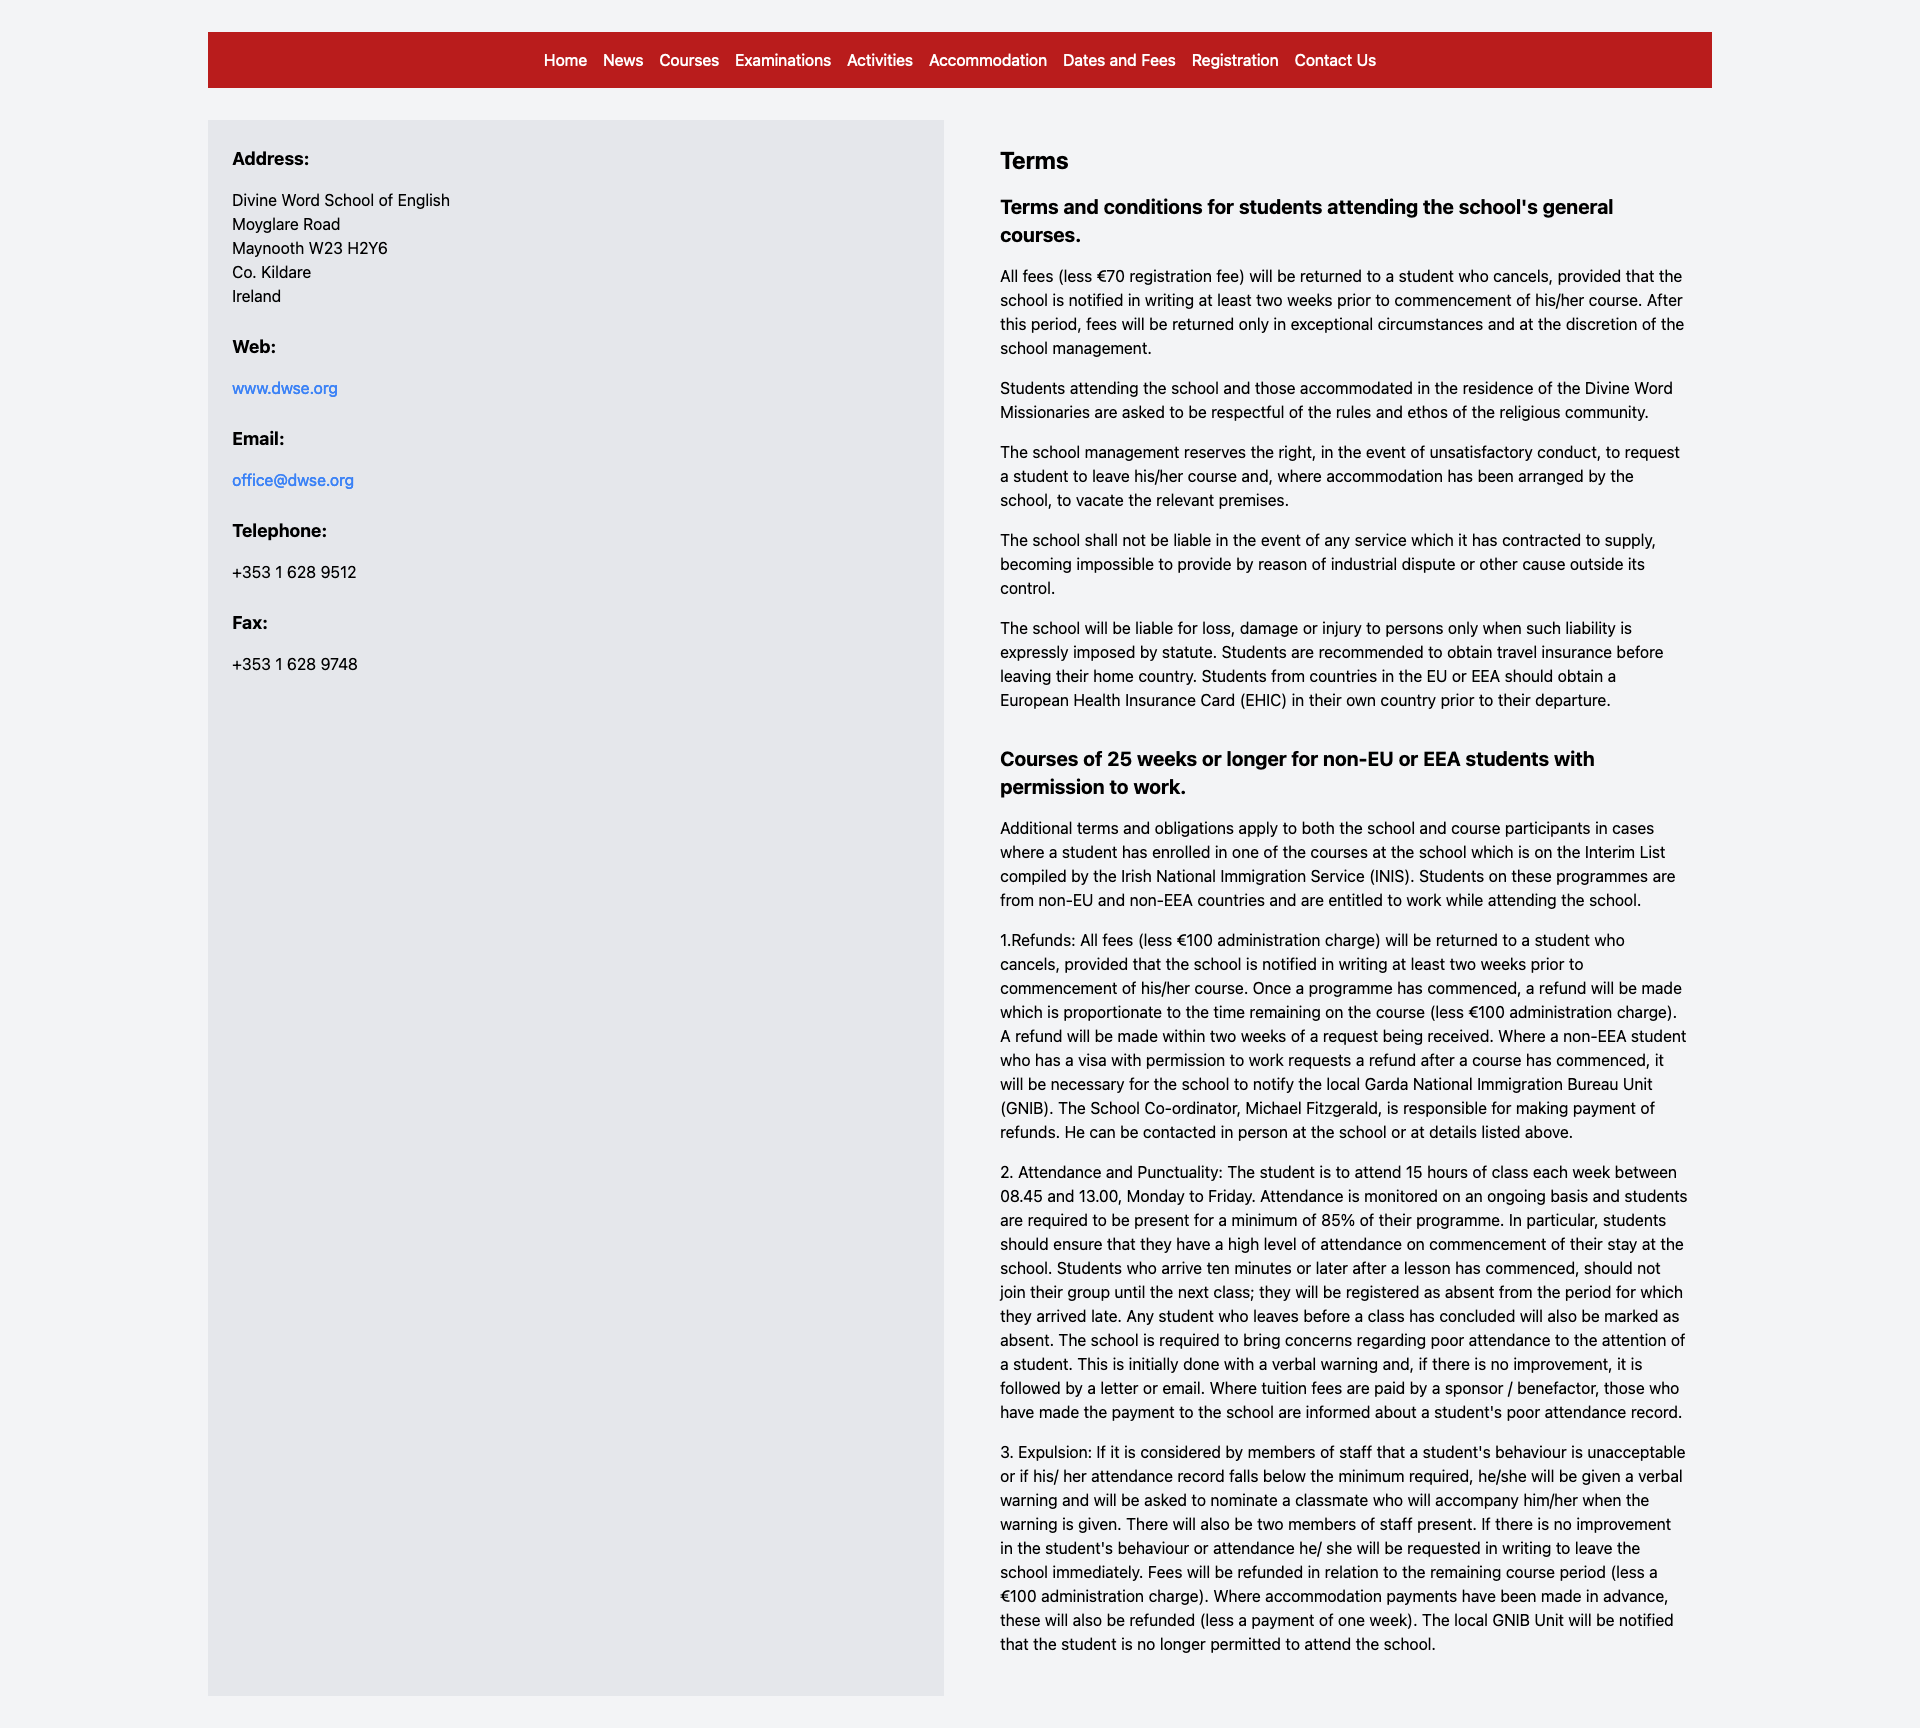 Home News Courses Examinations Activities Accommodation Dates and Fees Registration Contact Us
Address:
Divine Word School of English
Moyglare Road
Maynooth W23 H2Y6
Co. Kildare
Ireland
Web:
www.dwse.org
Email:
office@dwse.org
Telephone:
+353 1 628 9512
Fax:
+353 1 628 9748
Terms
Terms and conditions for students attending the school's general
courses.
All fees (less €70 registration fee) will be returned to a student who cancels, provided that the
school is notified in writing at least two weeks prior to commencement of his/her course. After
this period, fees will be returned only in exceptional circumstances and at the discretion of the
school management.
Students attending the school and those accommodated in the residence of the Divine Word
Missionaries are asked to be respectful of the rules and ethos of the religious community.
The school management reserves the right, in the event of unsatisfactory conduct, to request
a student to leave his/her course and, where accommodation has been arranged by the
school, to vacate the relevant premises.
The school shall not be liable in the event of any service which it has contracted to supply,
becoming impossible to provide by reason of industrial dispute or other cause outside its
control.
The school will be liable for loss, damage or injury to persons only when such liability is
expressly imposed by statute. Students are recommended to obtain travel insurance before
leaving their home country. Students from countries in the EU or EEA should obtain a
European Health Insurance Card (EHIC) in their own country prior to their departure.
Courses of 25 weeks or longer for non-EU or EEA students with
permission to work.
Additional terms and obligations apply to both the school and course participants in cases
where a student has enrolled in one of the courses at the school which is on the Interim List
compiled by the Irish National Immigration Service (INIS). Students on these programmes are
from non-EU and non-EEA countries and are entitled to work while attending the school.
1.Refunds: All fees (less €100 administration charge) will be returned to a student who
cancels, provided that the school is notified in writing at least two weeks prior to
commencement of his/her course. Once a programme has commenced, a refund will be made
which is proportionate to the time remaining on the course (less €100 administration charge).
A refund will be made within two weeks of a request being received. Where a non-EEA student
who has a visa with permission to work requests a refund after a course has commenced, it
will be necessary for the school to notify the local Garda National Immigration Bureau Unit
(GNIB). The School Co-ordinator, Michael Fitzgerald, is responsible for making payment of
refunds. He can be contacted in person at the school or at details listed above.
2. Attendance and Punctuality: The student is to attend 15 hours of class each week between
08.45 and 13.00, Monday to Friday. Attendance is monitored on an ongoing basis and students
are required to be present for a minimum of 85% of their programme. In particular, students
should ensure that they have a high level of attendance on commencement of their stay at the
school. Students who arrive ten minutes or later after a lesson has commenced, should not
join their group until the next class; they will be registered as absent from the period for which
they arrived late. Any student who leaves before a class has concluded will also be marked as
absent. The school is required to bring concerns regarding poor attendance to the attention of
a student. This is initially done with a verbal warning and, if there is no improvement, it is
followed by a letter or email. Where tuition fees are paid by a sponsor / benefactor, those who
have made the payment to the school are informed about a student's poor attendance record.
3. Expulsion: If it is considered by members of staff that a student's behaviour is unacceptable
or if his/ her attendance record falls below the minimum required, he/she will be given a verbal
warning and will be asked to nominate a classmate who will accompany him/her when the
warning is given. There will also be two members of staff present. If there is no improvement
in the student's behaviour or attendance he/ she will be requested in writing to leave the
school immediately. Fees will be refunded in relation to the remaining course period (less a
€100 administration charge). Where accommodation payments have been made in advance,
these will also be refunded (less a payment of one week). The local GNIB Unit will be notified
that the student is no longer permitted to attend the school.